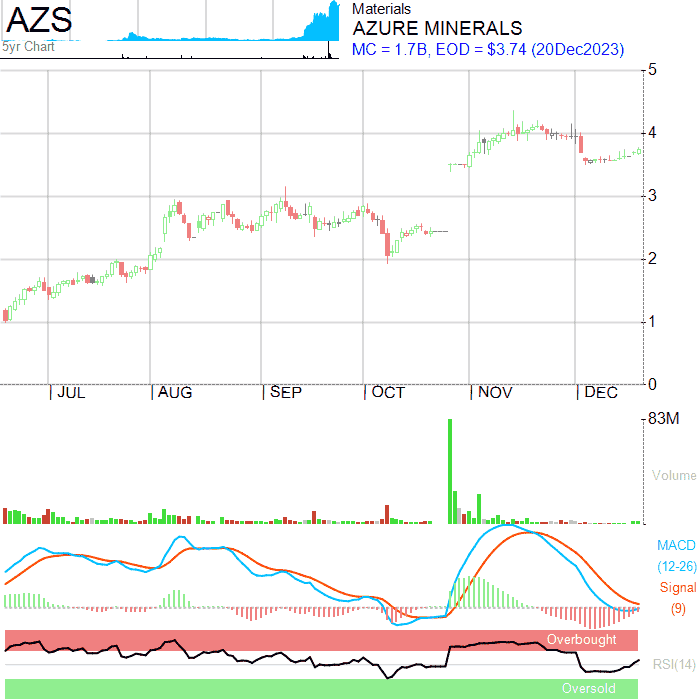 AZS
5yr Chart
Materials
AZURE MINERALS
MC = 1.7B, EOD = $3.74 (20Dec2023)
5
4
3
2
1
0
JUL
AUG
SEP
OCT
NOV
DEC
83M
Volume
MACD
(12-26)
Signal
(9)
Overbought
RSI(14)
Oversold